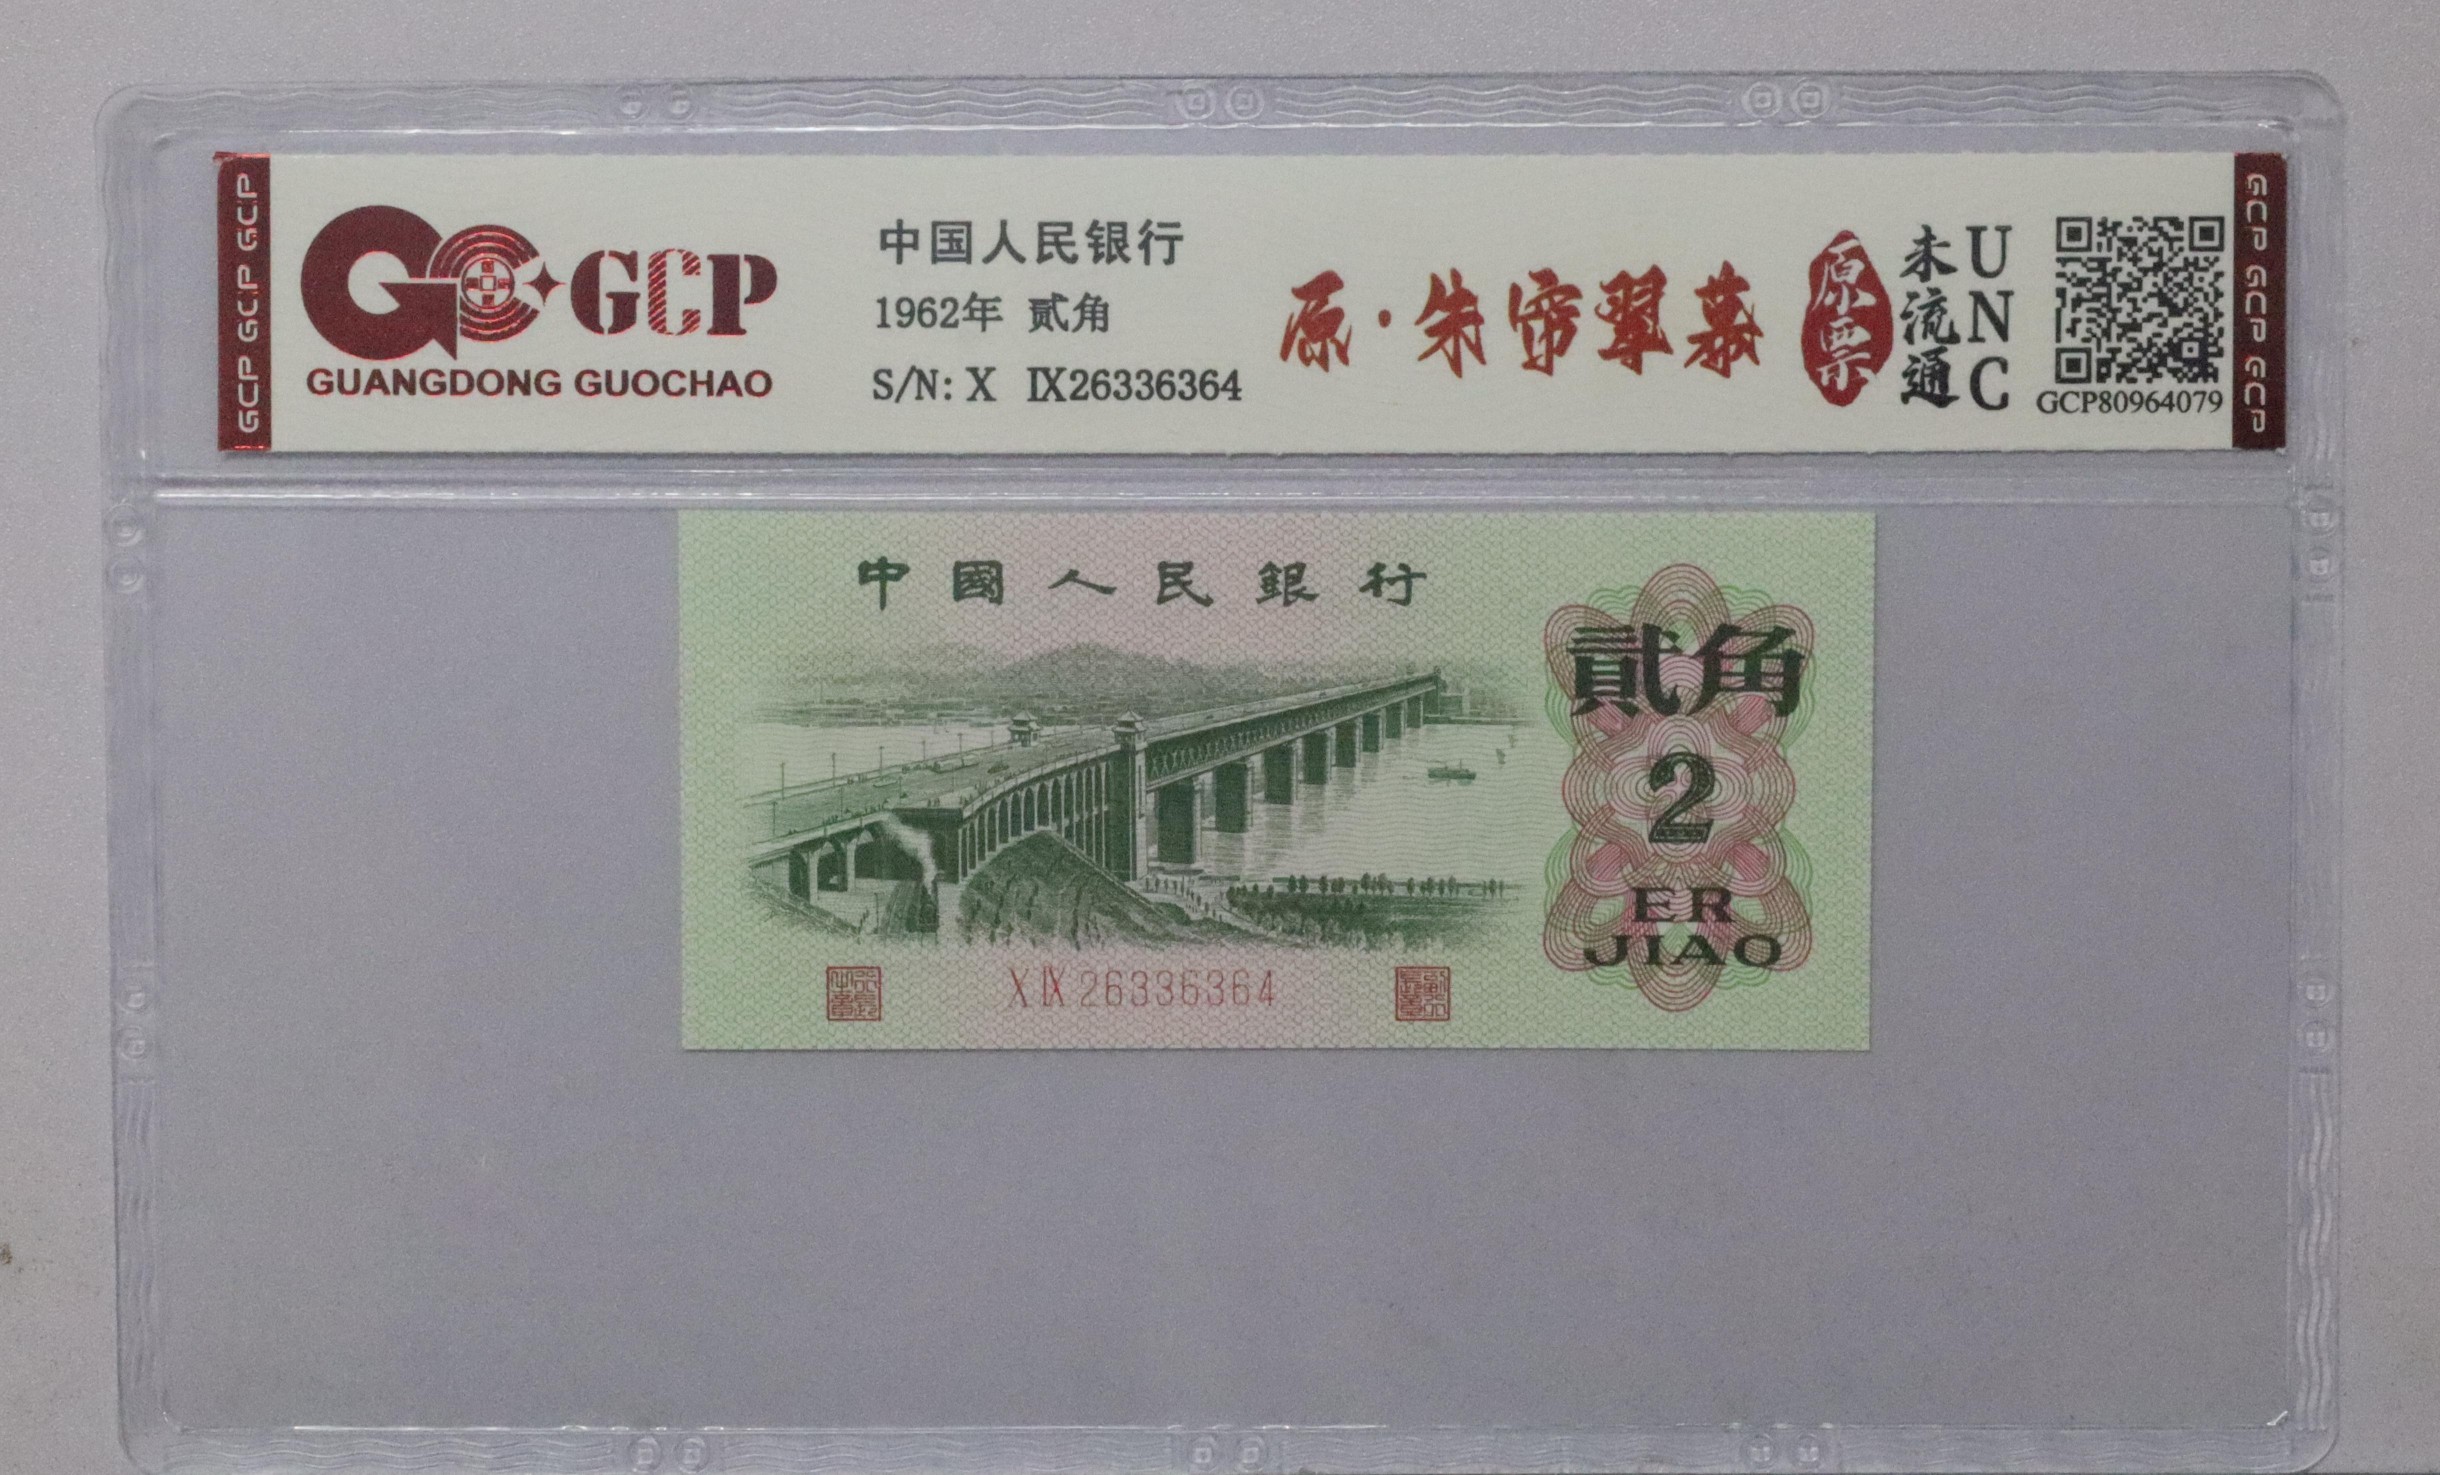 GCP GCP GCP
GCP
GUANGDONG GUOCHAO
中国人民银行
1962年 贰角
S/N: X IX26336364
原·朱帘翠幕
原票
未流通
UNC
GCP80964079
GCP GCP GCP
中國人民銀行
貳角
2
ER
JIAO
X IX 26336364